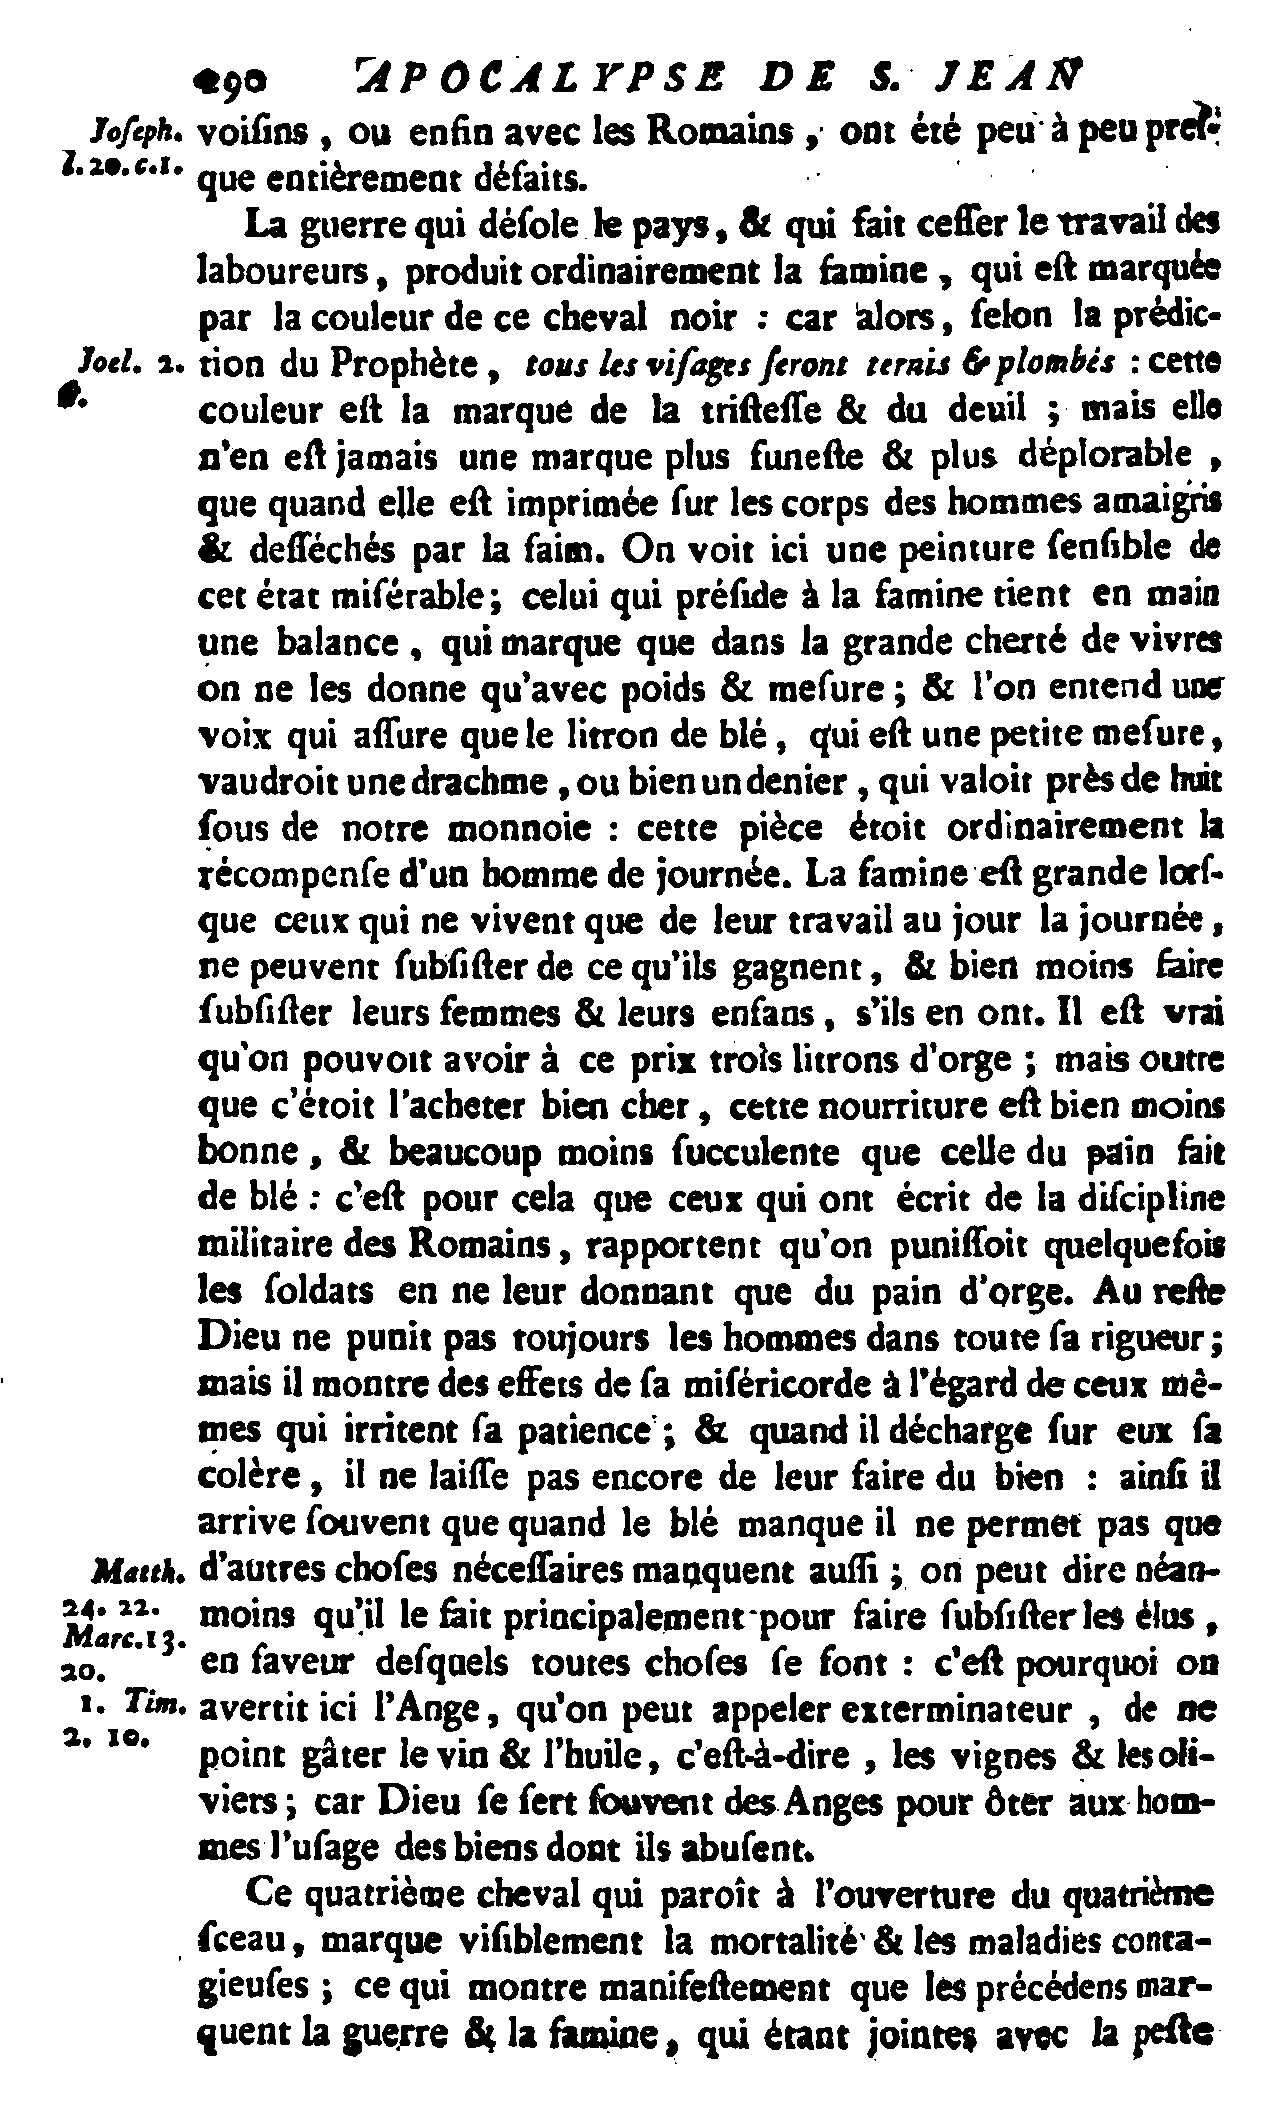 290 APOCALYPSE DE S. JEAN
Joſeph. voiſins, ou enfin avec les Romains, ont été peu à peu preſ-
l. 20. c. 1. que entièrement défaits.
La guerre qui déſole le pays, & qui fait ceſſer le travail des
laboureurs, produit ordinairement la famine, qui eſt marquée
par la couleur de ce cheval noir : car alors, ſelon la prédic-
Joel. 2. tion du Prophète, tous les viſages ſeront ternis & plombés : cette
6. couleur eſt la marque de la triſteſſe & du deuil ; mais elle
n'en eſt jamais une marque plus funeſte & plus déplorable,
que quand elle eſt imprimée ſur les corps des hommes amaigris
& deſſéchés par la faim. On voit ici une peinture ſenſible de
cet état miſérable; celui qui préſide à la famine tient en main
une balance, qui marque que dans la grande cherté de vivres
on ne les donne qu'avec poids & meſure ; & l'on entend une
voix qui aſſure que le litron de blé, qui eſt une petite meſure,
vaudroit une drachme, ou bien un denier, qui valoit près de huit
ſous de notre monnoie : cette pièce étoit ordinairement la
récompenſe d'un homme de journée. La famine eſt grande lorſ-
que ceux qui ne vivent que de leur travail au jour la journée,
ne peuvent ſubſiſter de ce qu'ils gagnent, & bien moins faire
ſubſiſter leurs femmes & leurs enfans, s'ils en ont. Il eſt vrai
qu'on pouvoit avoir à ce prix trois litrons d'orge ; mais outre
que c'étoit l'acheter bien cher, cette nourriture eſt bien moins
bonne, & beaucoup moins ſucculente que celle du pain fait
de blé : c'eſt pour cela que ceux qui ont écrit de la diſcipline
militaire des Romains, rapportent qu'on puniſſoit quelquefois
les ſoldats en ne leur donnant que du pain d'orge. Au reſte
Dieu ne punit pas toujours les hommes dans toute ſa rigueur ;
mais il montre des effets de ſa miſéricorde à l'égard de ceux mê-
mes qui irritent ſa patience ; & quand il décharge ſur eux ſa
colère, il ne laiſſe pas encore de leur faire du bien : ainſi il
arrive ſouvent que quand le blé manque il ne permet pas que
Matth. d'autres choſes néceſſaires manquent auſſi ; on peut dire néan-
24. 22. moins qu'il le fait principalement pour faire ſubſiſter les élus,
Marc. 13.
20. en faveur deſquels toutes choſes ſe font : c'eſt pourquoi on
1. Tim. avertit ici l'Ange, qu'on peut appeler exterminateur, de ne
2. 10. point gâter le vin & l'huile, c'eſt-à-dire, les vignes & les oli-
viers ; car Dieu ſe ſert ſouvent des Anges pour ôter aux hom-
mes l'uſage des biens dont ils abuſent.
Ce quatrième cheval qui paroît à l'ouverture du quatrième
ſceau, marque viſiblement la mortalité & les maladies conta-
gieuſes ; ce qui montre manifeſtement que les précédens mar-
quent la guerre & la famine, qui étant jointes avec la peſte